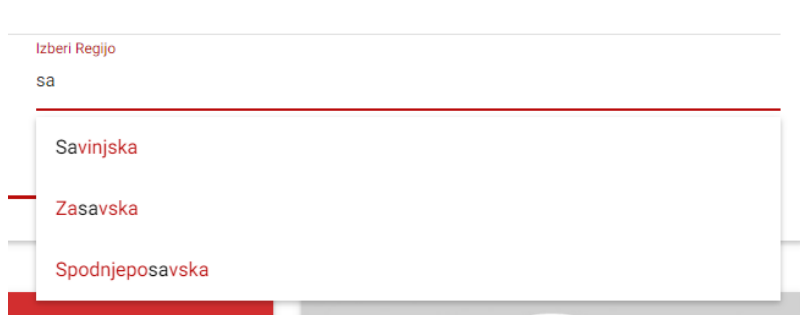 Izberi Regijo
sa
Savinjska
Zasavska
Spodnjeposavska